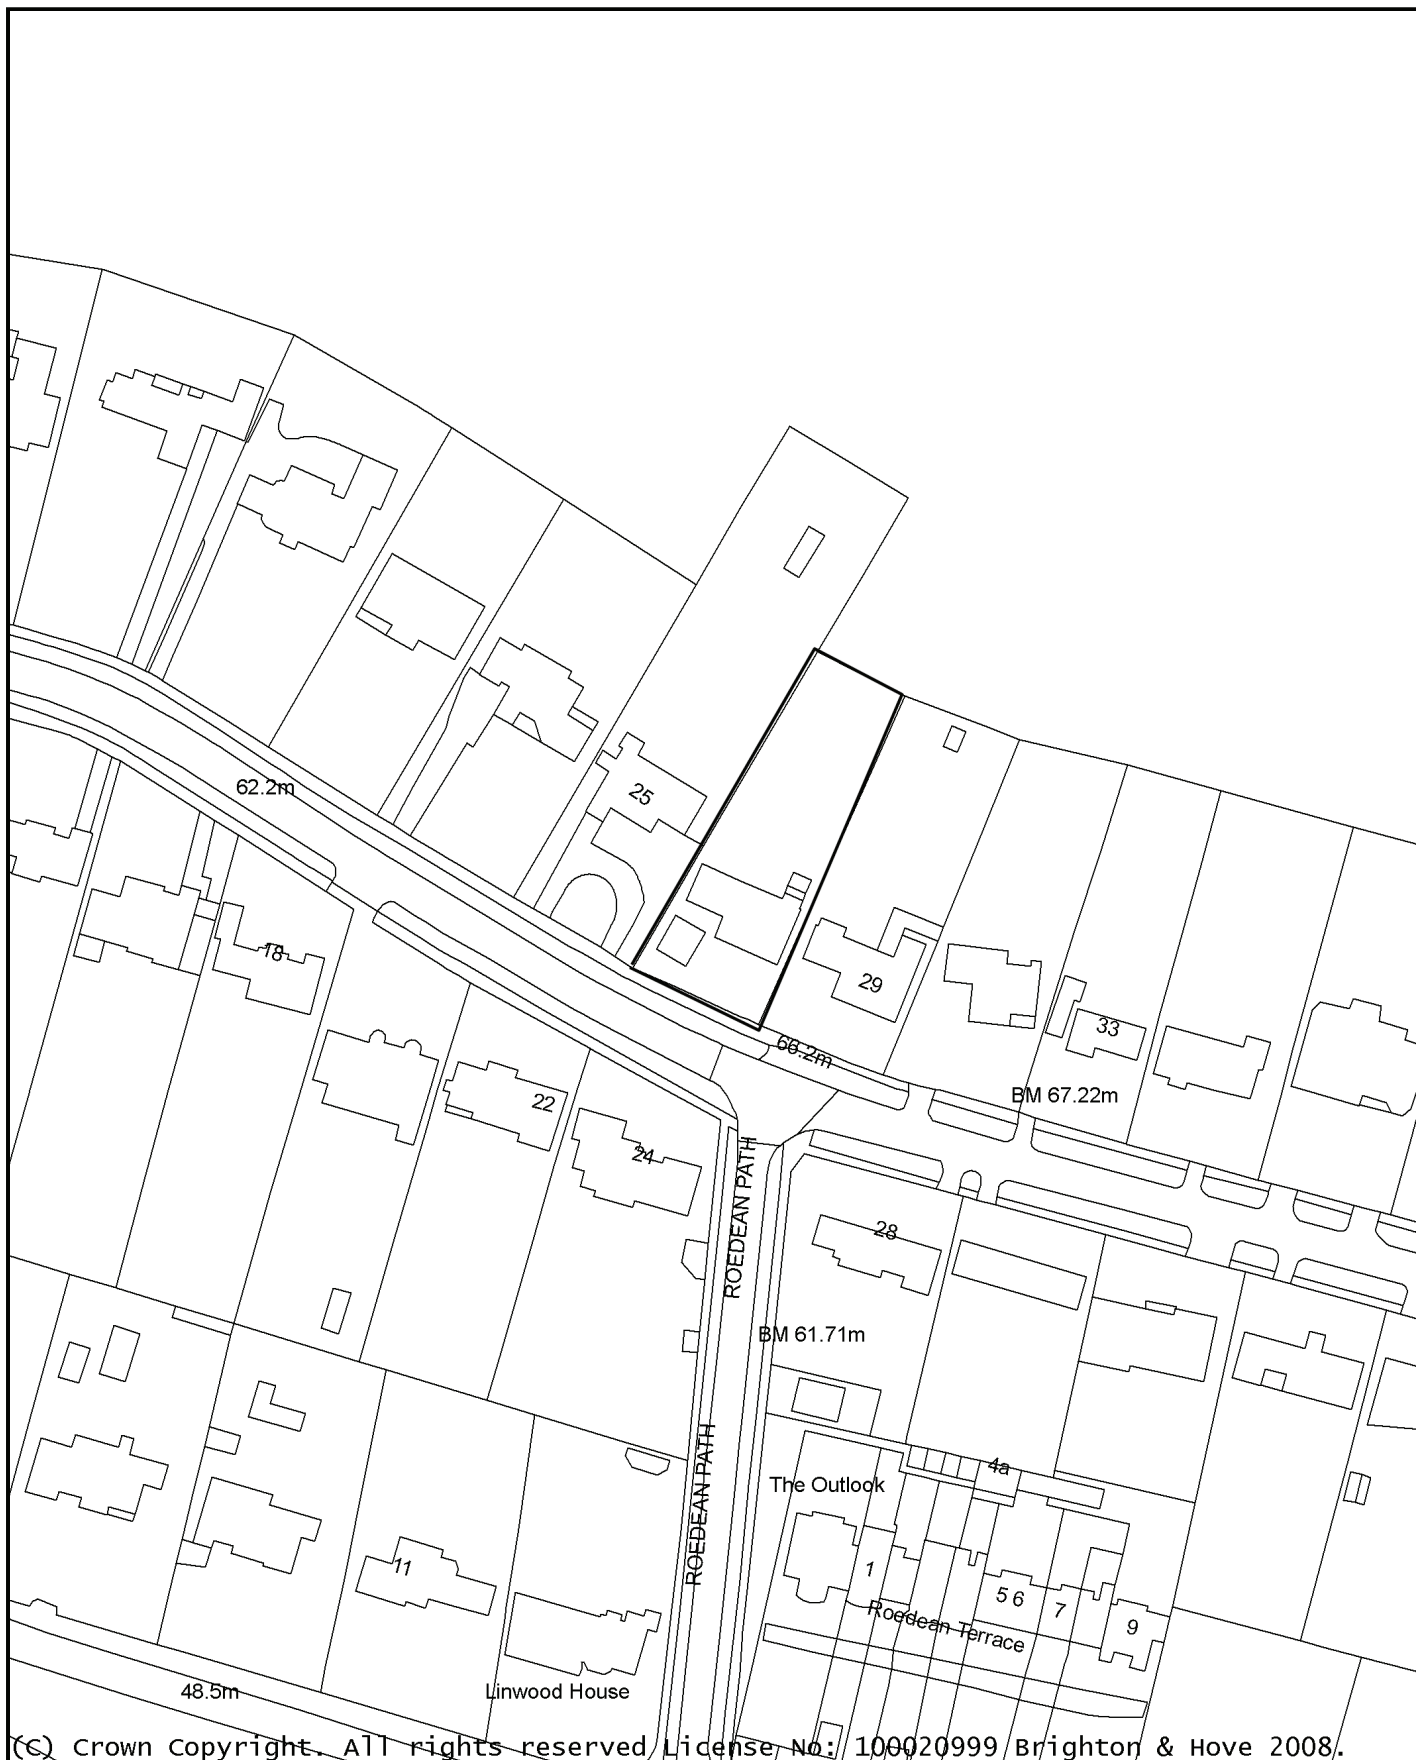 62.2m
25
18
29
33
66.2m
BM 67.22m
22
24
ROEDEAN PATH
28
BM 61.71m
ROEDEAN PATH
4a
The Outlook
11
1
5 6
7
9
Roedean Terrace
Linwood House
48.5m
(C) Crown Copyright. All rights reserved License No: 100020999 Brighton & Hove 2008.